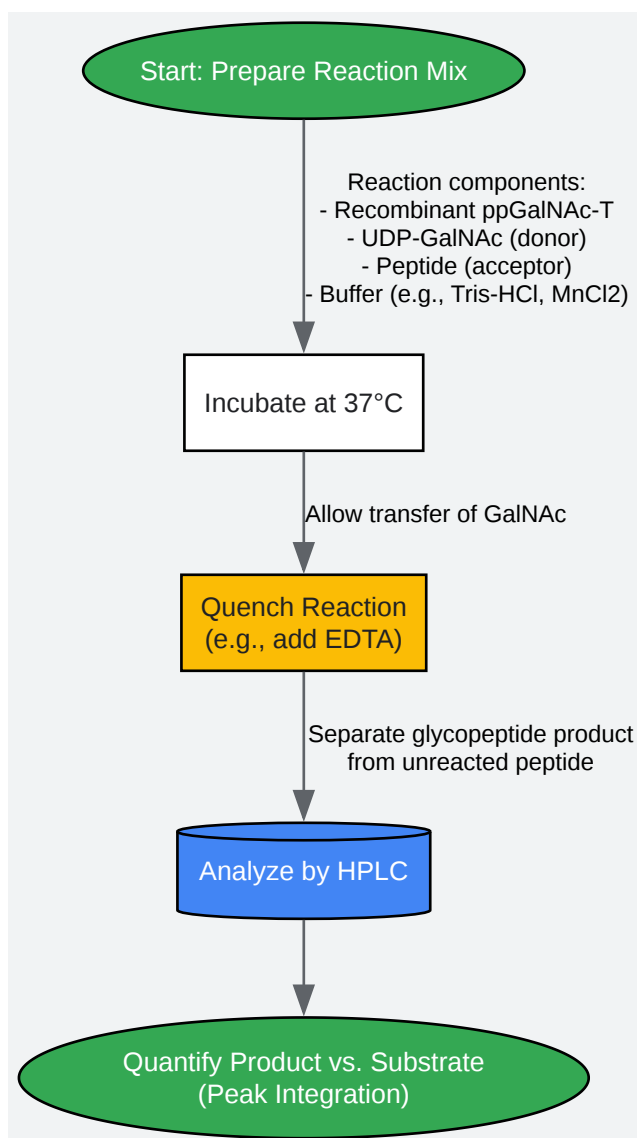 Start: Prepare Reaction Mix
Reaction components:
- Recombinant ppGalNAc-T
- UDP-GalNAc (donor)
- Peptide (acceptor)
- Buffer (e.g., Tris-HCl, MnCl2)
Incubate at 37°C
Allow transfer of GalNAc
Quench Reaction
(e.g., add EDTA)
Separate glycopeptide product
from unreacted peptide
Analyze by HPLC
Quantify Product vs. Substrate
(Peak Integration)